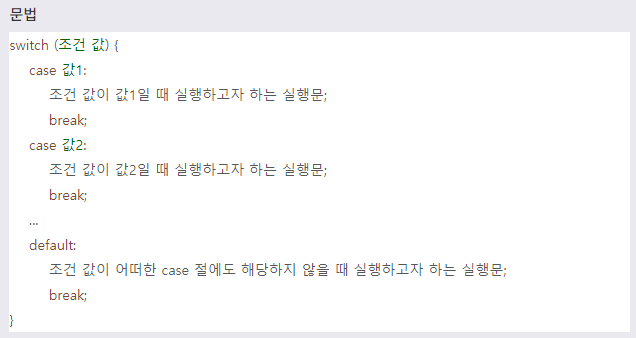 문법
switch (조건 값) {
case 값1:
조건 값이 값1일 때 실행하고자 하는 실행문;
break;
case 값2:
조건 값이 값2일 때 실행하고자 하는 실행문;
break;
...
default:
조건 값이 어떠한 case 절에도 해당하지 않을 때 실행하고자 하는 실행문;
break;
}